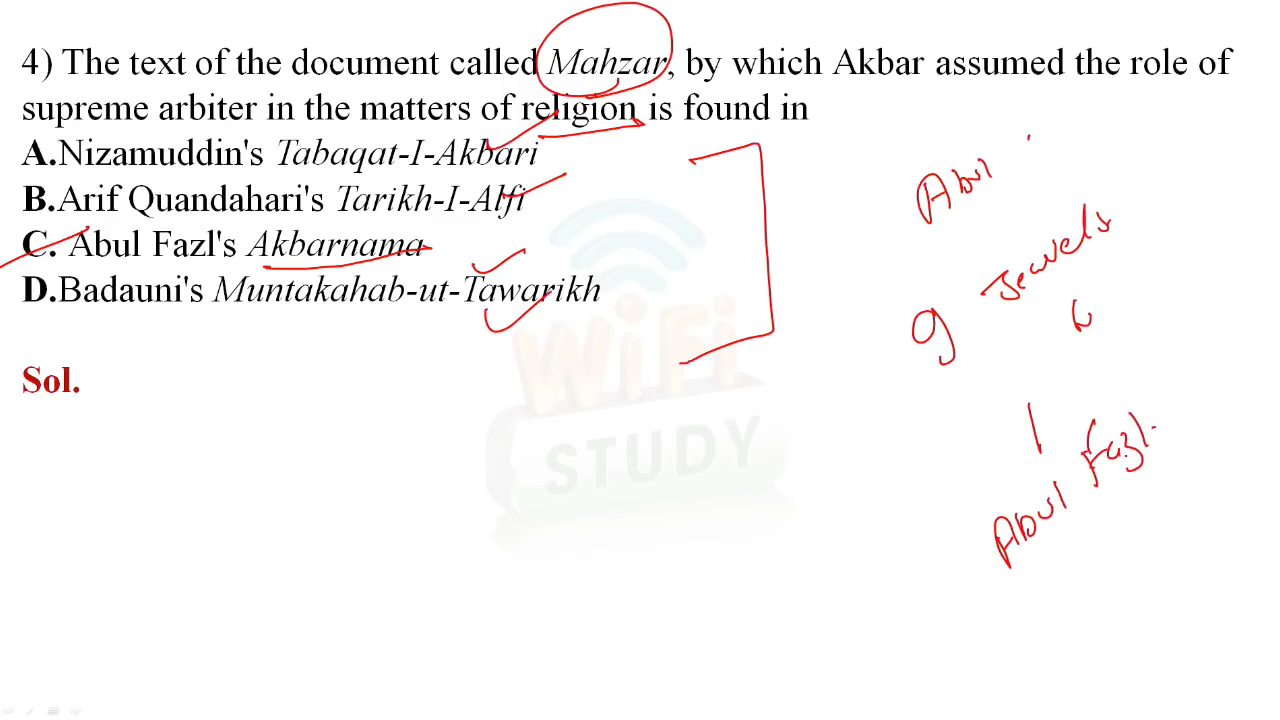 4) The text of the document called Mahzar, by which Akbar assumed the role of
supreme arbiter in the matters of religion is found in
A.Nizamuddin's Tabaqat-I-Akbari
B.Arif Quandahari's Tarikh-I-Alfi
C. Abul Fazl's Akbarnama
D.Badauni's Muntakahab-ut-Tawarikh
Sol.
WiFi
STUDY
Abul
9 Jewels
Abul Fazl